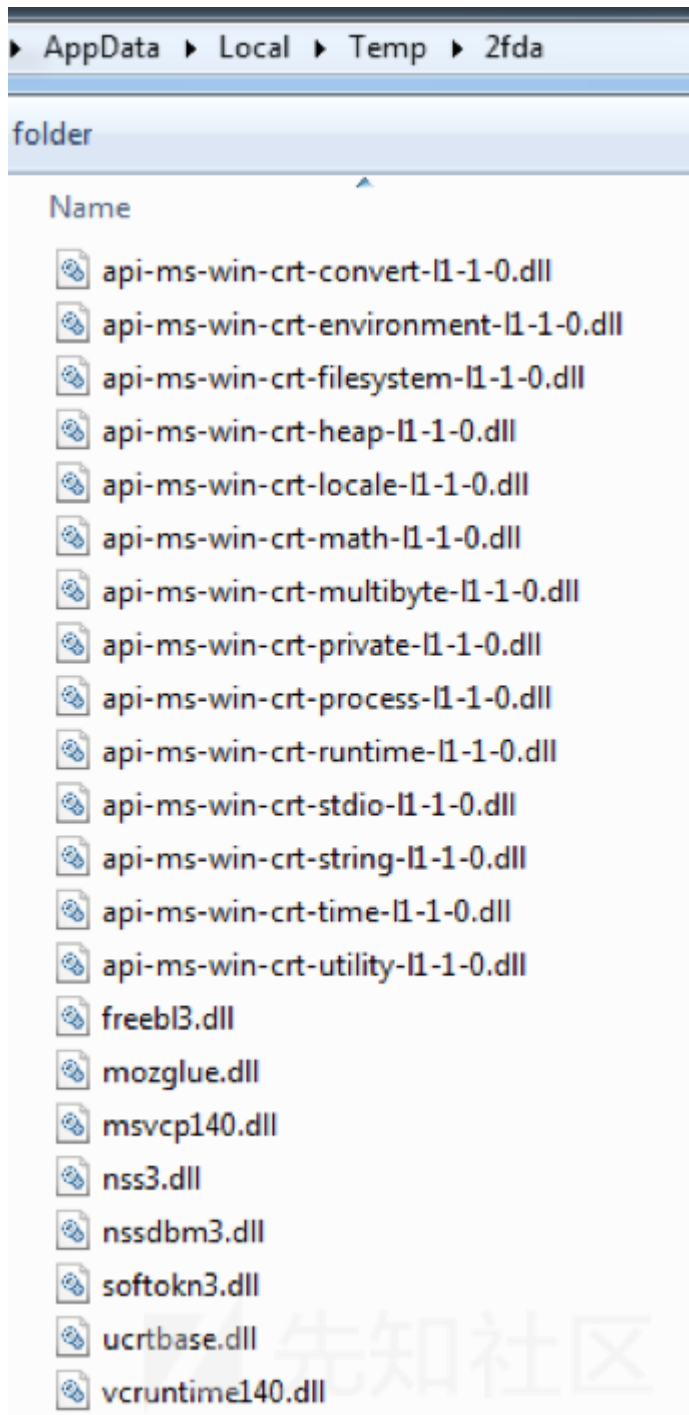 AppData Local Temp 2fda
folder
Name
api-ms-win-crt-convert-l1-1-0.dll
api-ms-win-crt-environment-l1-1-0.dll
api-ms-win-crt-filesystem-l1-1-0.dll
api-ms-win-crt-heap-l1-1-0.dll
api-ms-win-crt-locale-l1-1-0.dll
api-ms-win-crt-math-l1-1-0.dll
api-ms-win-crt-multibyte-l1-1-0.dll
api-ms-win-crt-private-l1-1-0.dll
api-ms-win-crt-process-l1-1-0.dll
api-ms-win-crt-runtime-l1-1-0.dll
api-ms-win-crt-stdio-l1-1-0.dll
api-ms-win-crt-string-l1-1-0.dll
api-ms-win-crt-time-l1-1-0.dll
api-ms-win-crt-utility-l1-1-0.dll
freebl3.dll
mozglue.dll
msvcp140.dll
nss3.dll
nssdbm3.dll
softokn3.dll
ucrtbase.dll
vcruntime140.dll
先知社区